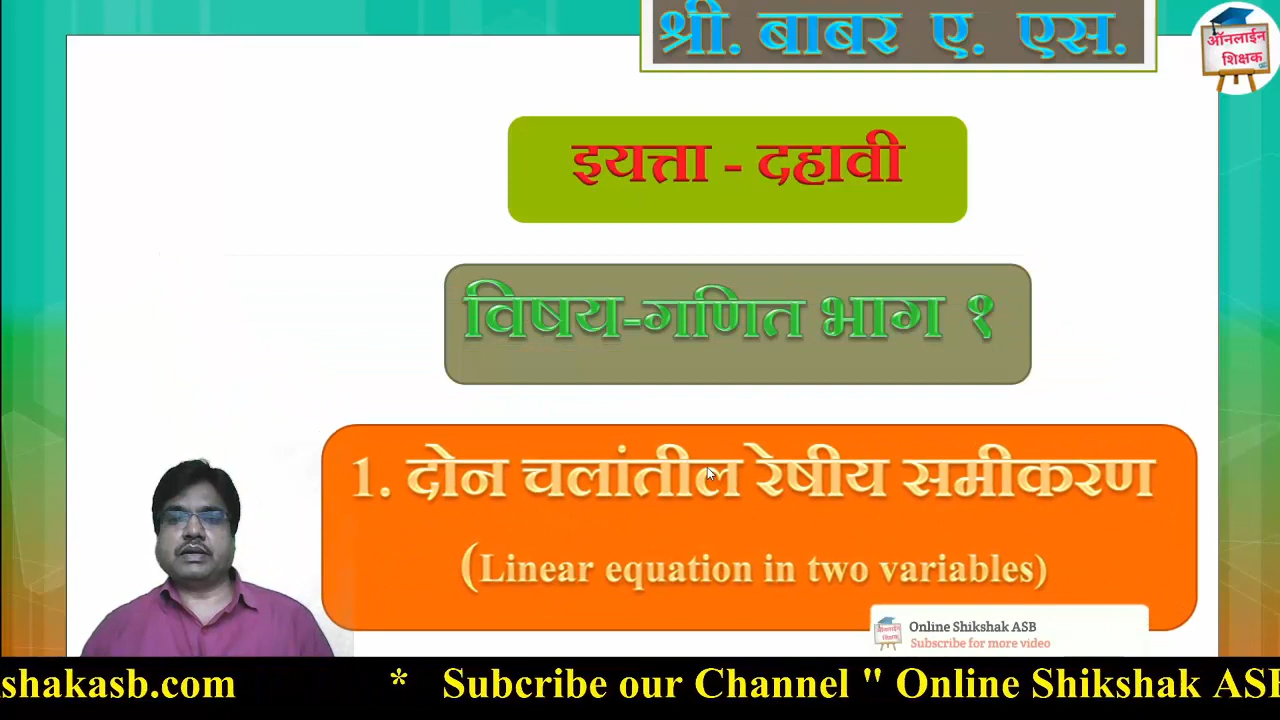 श्री. बाबर ए. एस.
ऑनलाईन
शिक्षक
इयत्ता - दहावी
विषय-गणित भाग १
1. दोन चलांतील रेषीय समीकरण
(Linear equation in two variables)
Online Shikshak ASB
Subscribe for more video
shakasb.com * Subcribe our Channel " Online Shikshak ASB